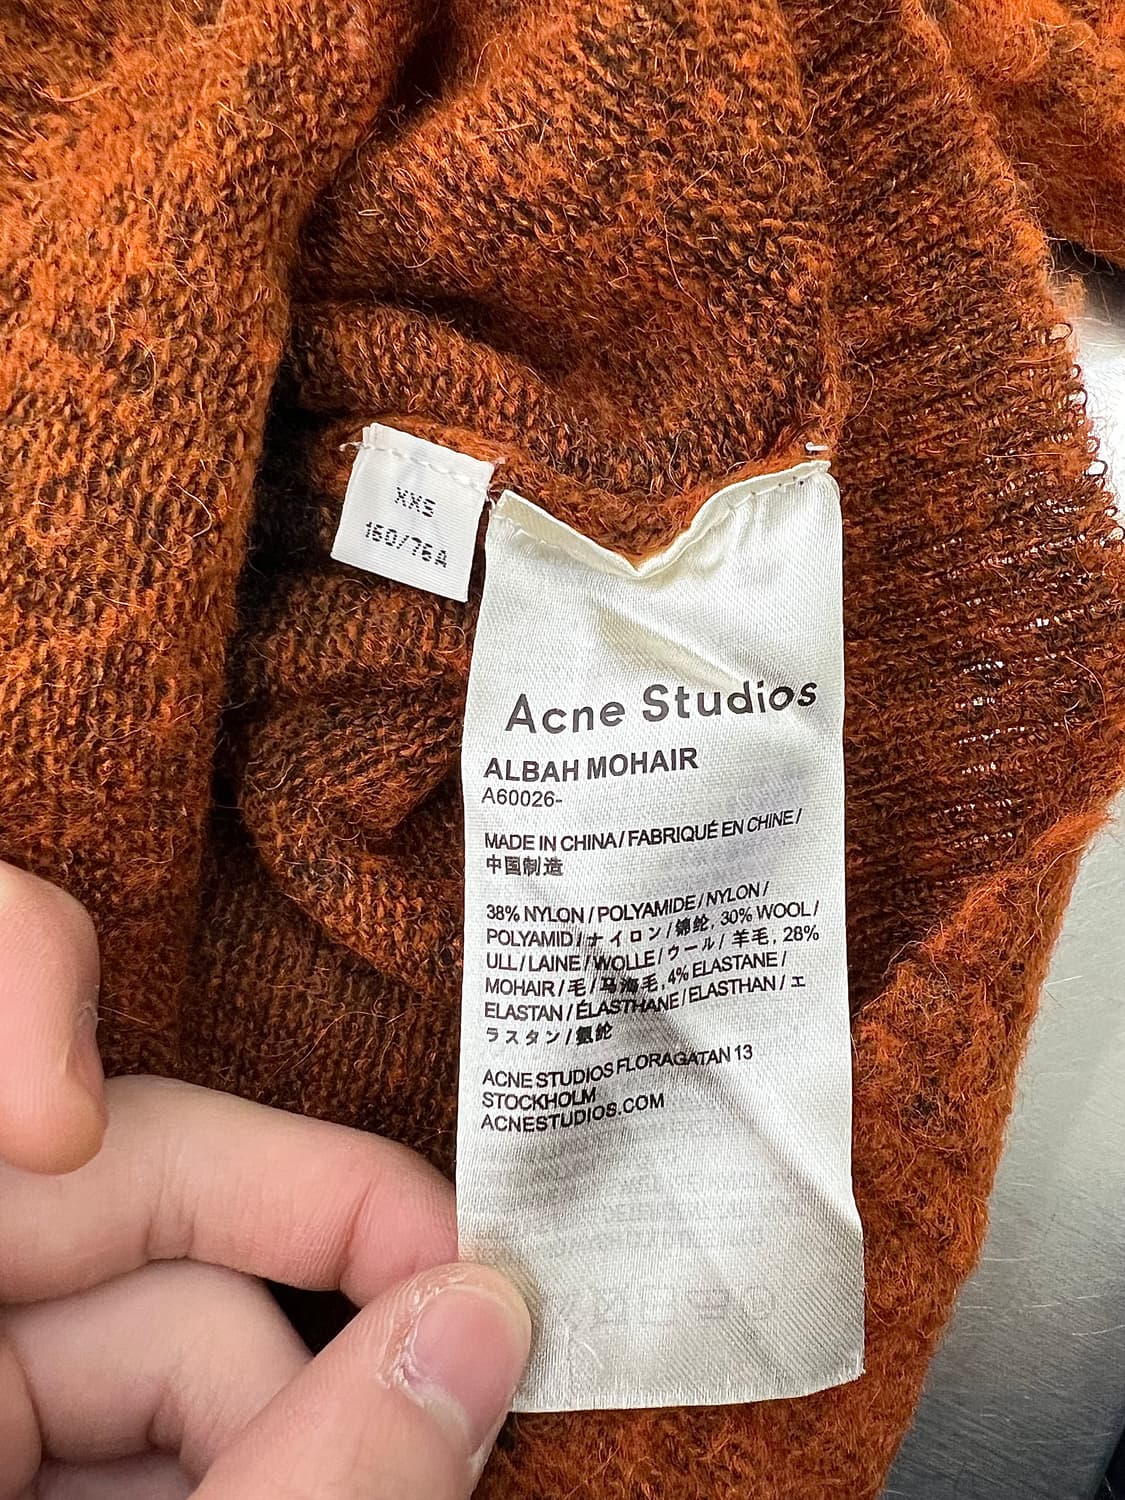 XXS
160/76A
Acne Studios
ALBAH MOHAIR
A60026-
MADE IN CHINA / FABRIQUÉ EN CHINE /
中国制造
38% NYLON / POLYAMIDE / NYLON /
POLYAMID / ナイロン / 锦纶, 30% WOOL /
ULL / LAINE / WOLLE / ウール / 羊毛, 28%
MOHAIR / 毛 / 马海毛, 4% ELASTANE /
ELASTAN / ÉLASTHANE / ELASTHAN / エ
ラスタン / 氨纶
ACNE STUDIOS FLORAGATAN 13
STOCKHOLM
ACNESTUDIOS.COM